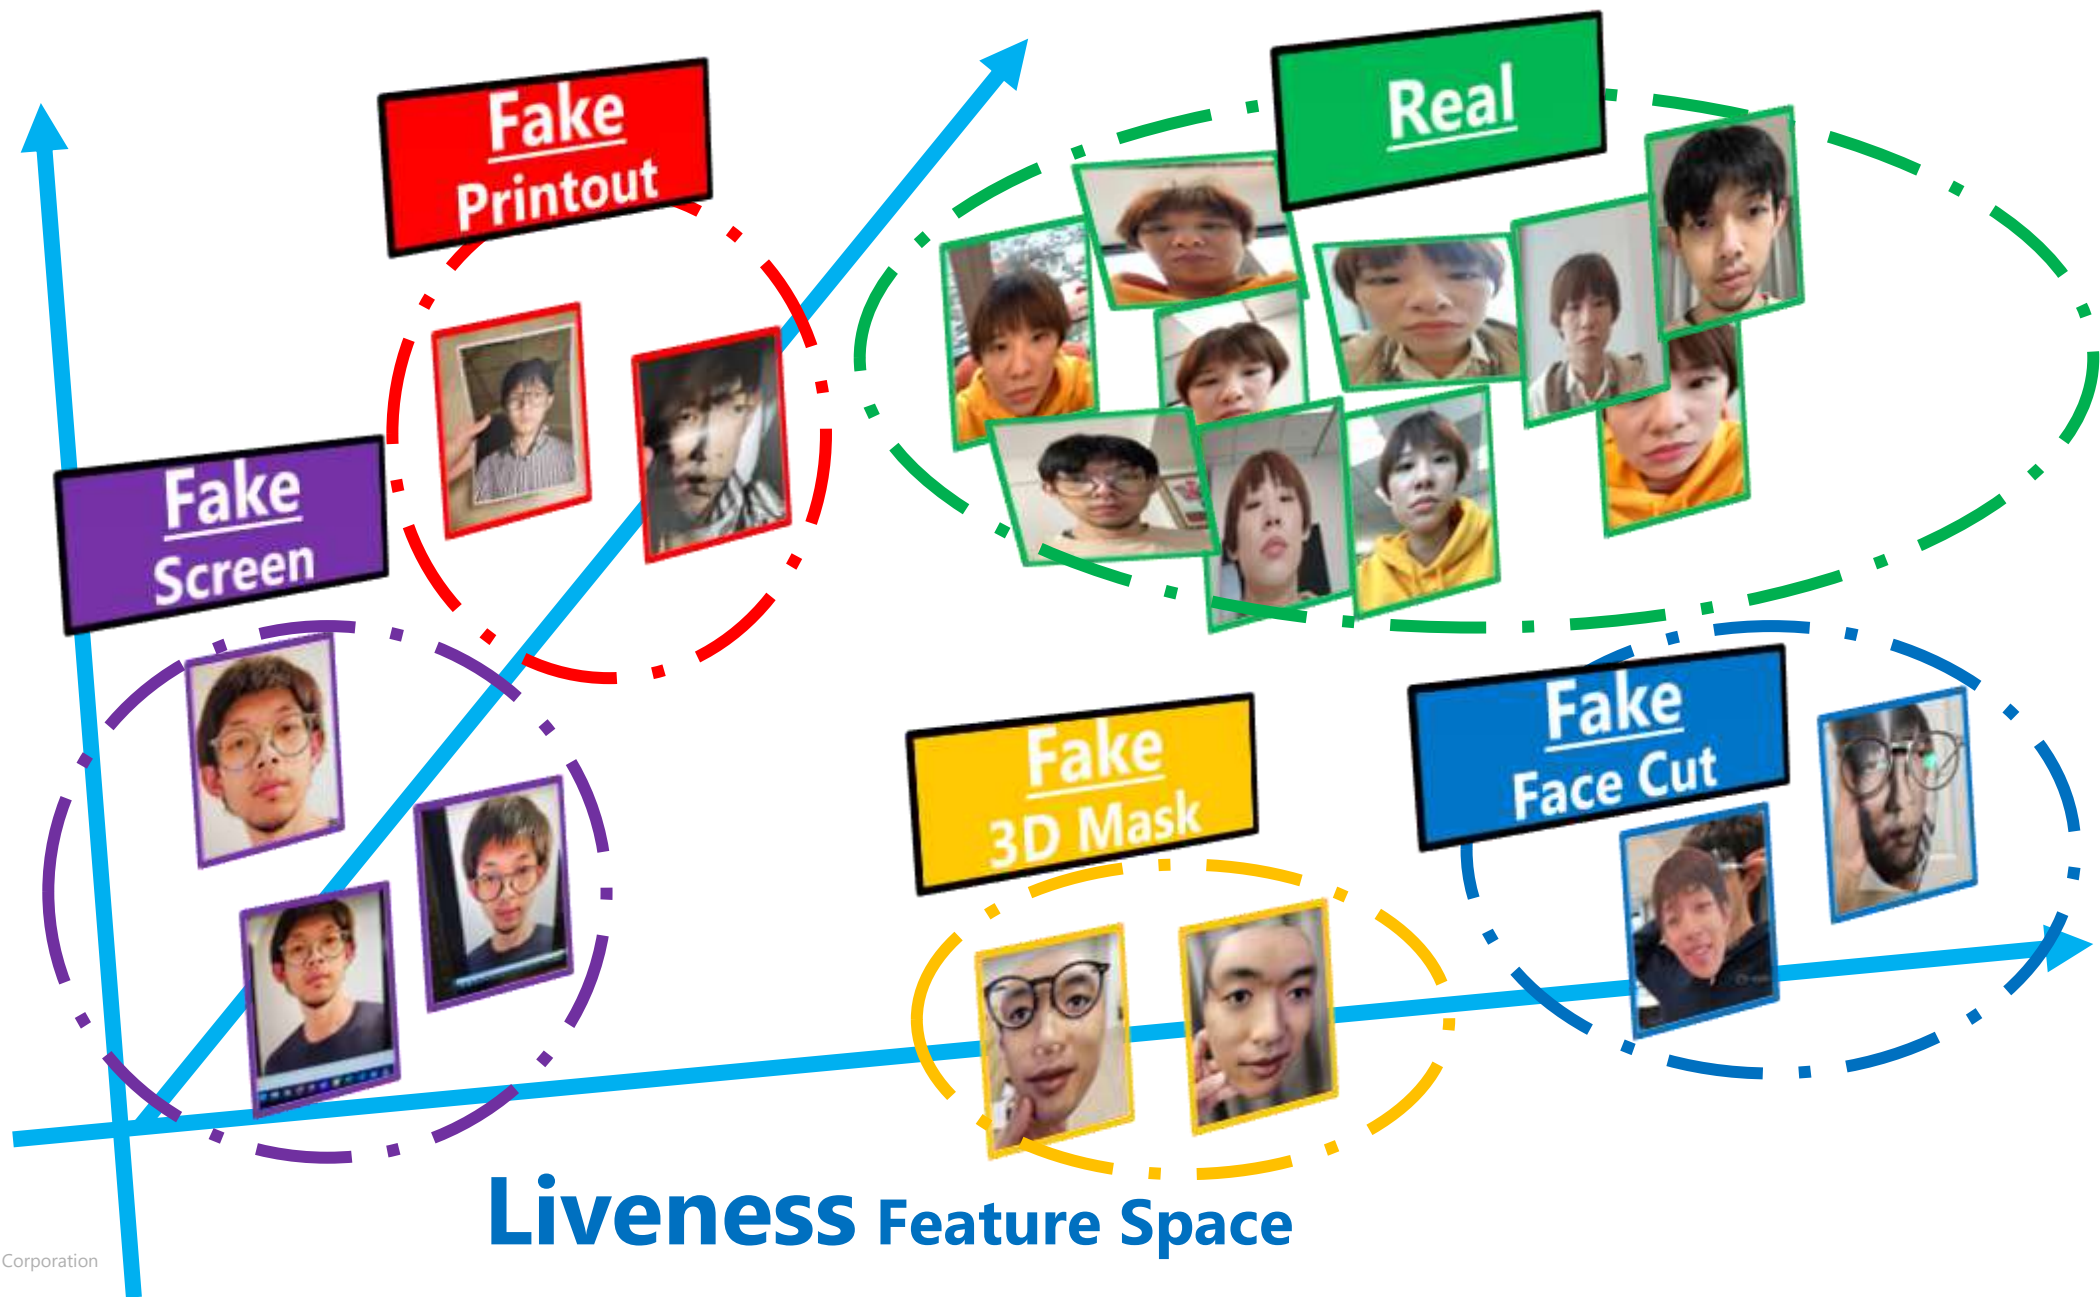 Real
Fake
Printout
Fake
Screen
Fake
3D Mask
Fake
Face Cut
Liveness Feature Space
Corporation